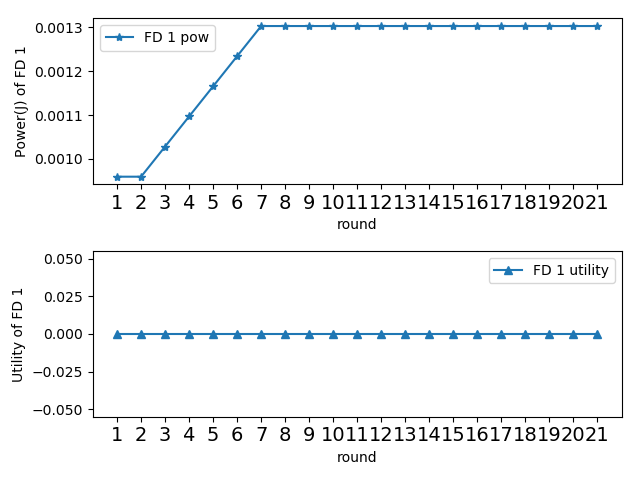 Power(J) of FD 1
0.0013
0.0012
0.0011
0.0010
FD 1 pow
1 2 3 4 5 6 7 8 9 10 11 12 13 14 15 16 17 18 19 20 21
round
Utility of FD 1
0.050
0.025
0.000
−0.025
−0.050
FD 1 utility
1 2 3 4 5 6 7 8 9 10 11 12 13 14 15 16 17 18 19 20 21
round